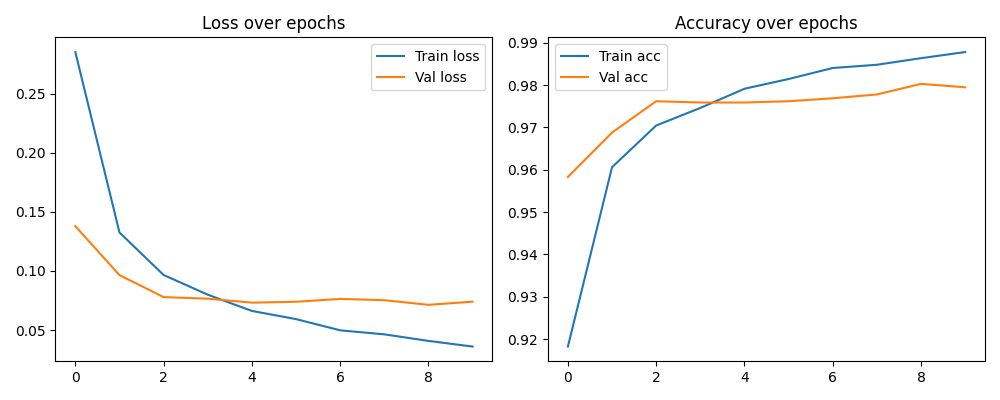 Loss over epochs
Train loss
Val loss
0.25
0.20
0.15
0.10
0.05
0 2 4 6 8
Accuracy over epochs
Train acc
Val acc
0.99
0.98
0.97
0.96
0.95
0.94
0.93
0.92
0 2 4 6 8